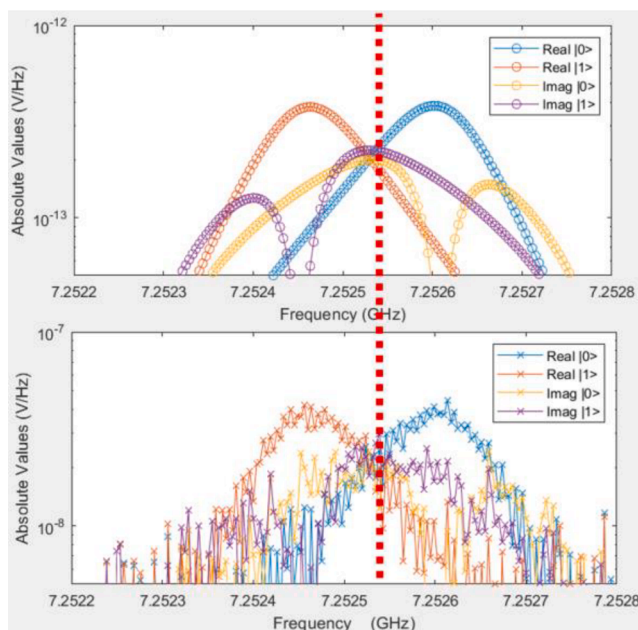 10^-12
Real |0>
Real |1>
Imag |0>
Imag |1>
Absolute Values (V/Hz)
10^-13
7.2522 7.2523 7.2524 7.2525 7.2526 7.2527 7.2528
Frequency (GHz)
10^-7
Real |0>
Real |1>
Imag |0>
Imag |1>
Absolute Values (V/Hz)
10^-8
7.2522 7.2523 7.2524 7.2525 7.2526 7.2527 7.2528
Frequency (GHz)